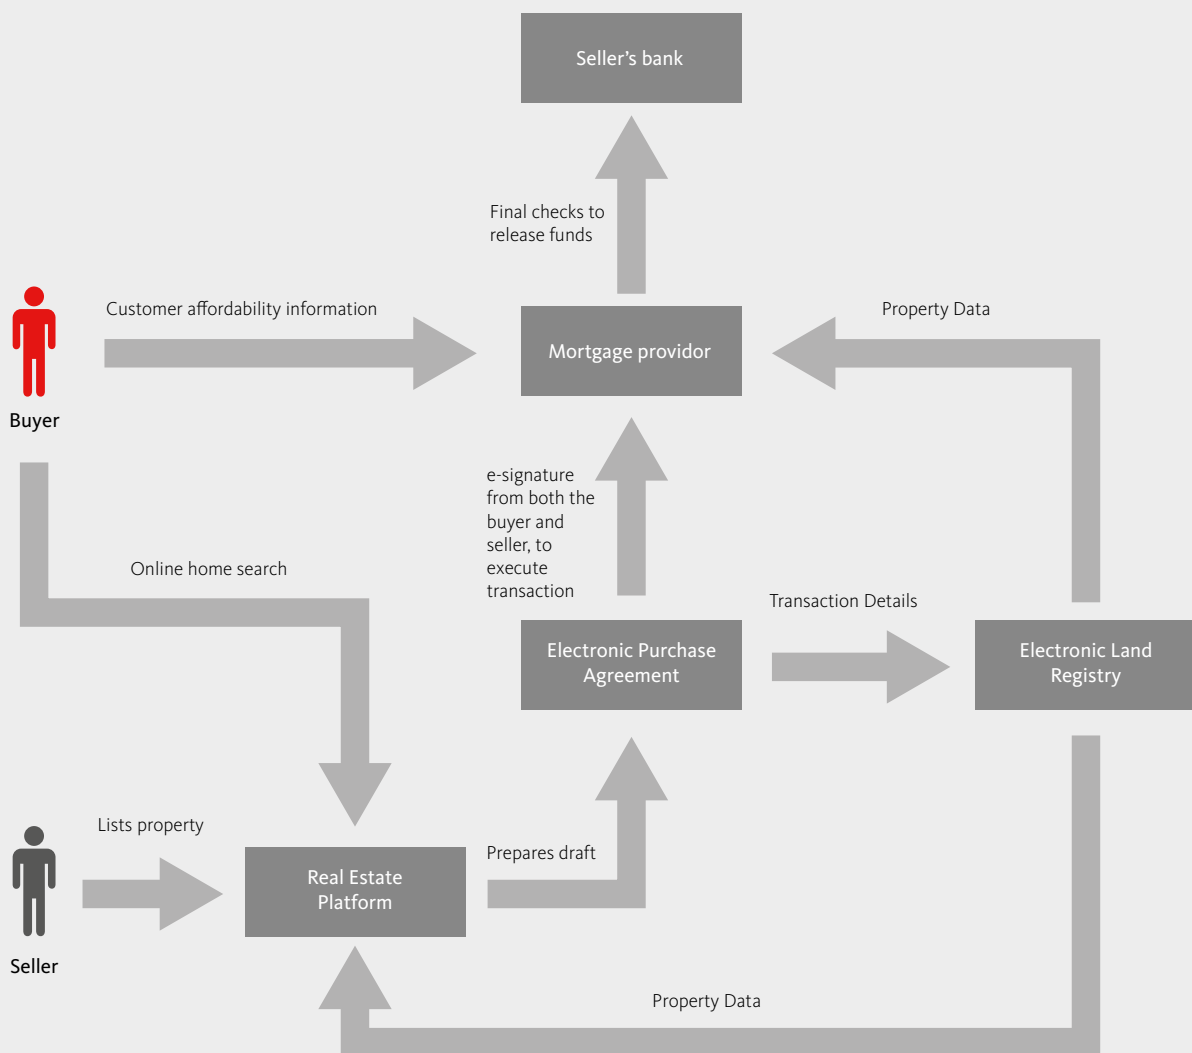 Seller’s bank
Final checks to
release funds
Customer affordability information
Property Data
Mortgage providor
Buyer
e-signature
from both the
buyer and
seller, to
execute
transaction
Online home search
Transaction Details
Electronic Purchase
Agreement
Electronic Land
Registry
Lists property
Prepares draft
Real Estate
Platform
Seller
Property Data